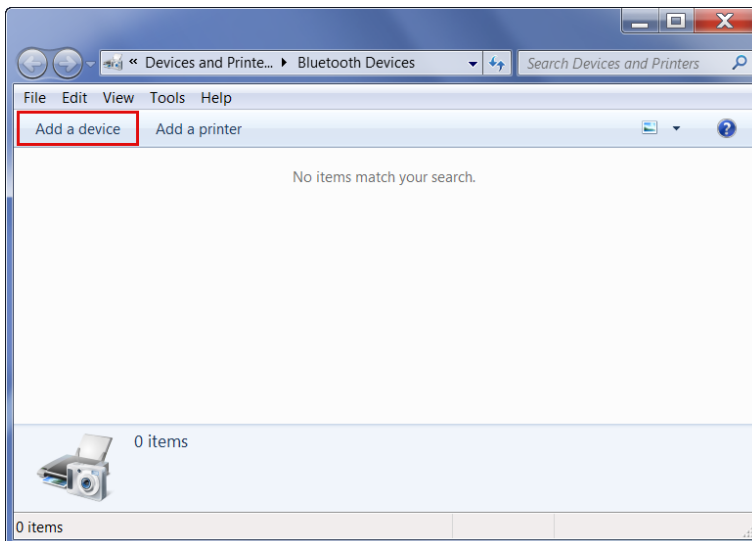 « Devices and Printe... ▸ Bluetooth Devices Search Devices and Printers
File Edit View Tools Help
Add a device Add a printer
No items match your search.
0 items
0 items